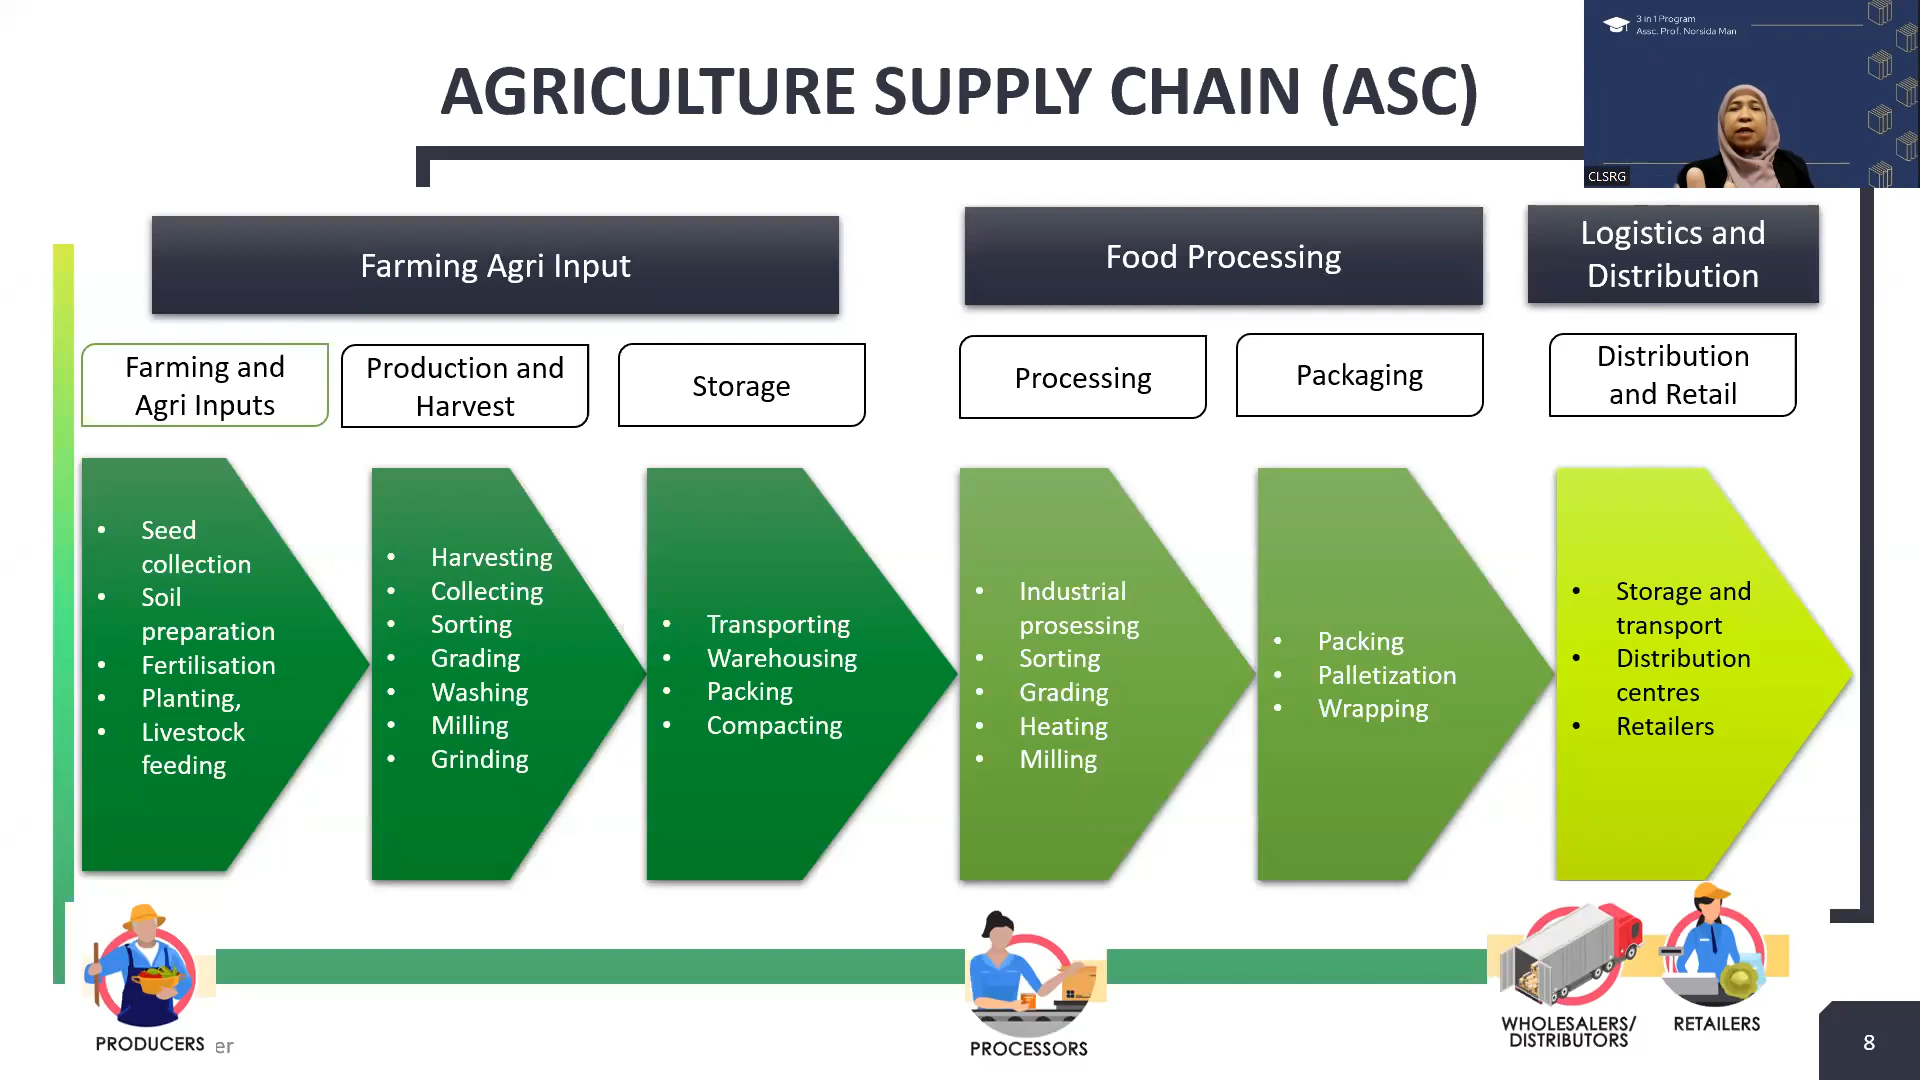 3 in 1 Program
Assc. Prof. Norsida Man
CLSRG
AGRICULTURE SUPPLY CHAIN (ASC)
Farming Agri Input
Food Processing
Logistics and
Distribution
Farming and
Agri Inputs
Production and
Harvest
Storage
Processing
Packaging
Distribution
and Retail
• Seed
collection
• Soil
preparation
• Fertilisation
• Planting,
• Livestock
feeding
• Harvesting
• Collecting
• Sorting
• Grading
• Washing
• Milling
• Grinding
• Transporting
• Warehousing
• Packing
• Compacting
• Industrial
prosessing
• Sorting
• Grading
• Heating
• Milling
• Packing
• Palletization
• Wrapping
• Storage and
transport
• Distribution
centres
• Retailers
PRODUCERS er
PROCESSORS
WHOLESALERS/
DISTRIBUTORS
RETAILERS
8